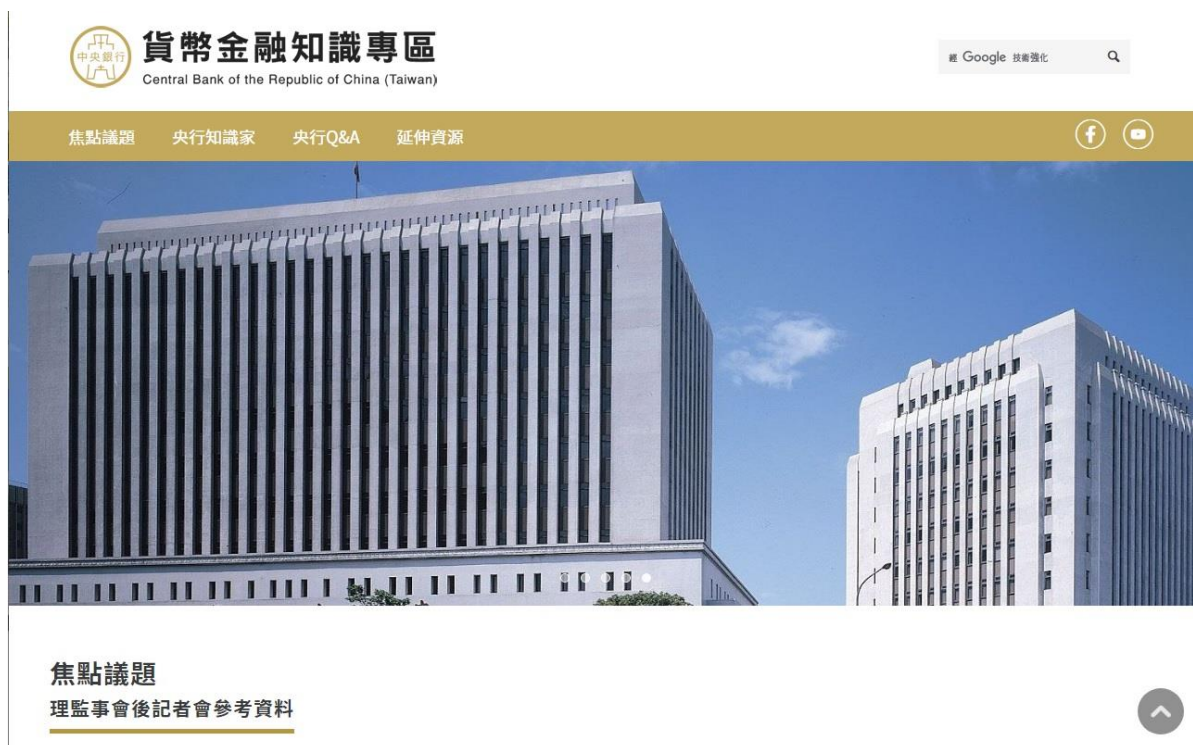 中央銀行
貨幣金融知識專區
Central Bank of the Republic of China (Taiwan)
經 Google 技術強化
焦點議題 央行知識家 央行Q&A 延伸資源
焦點議題
理監事會後記者會參考資料